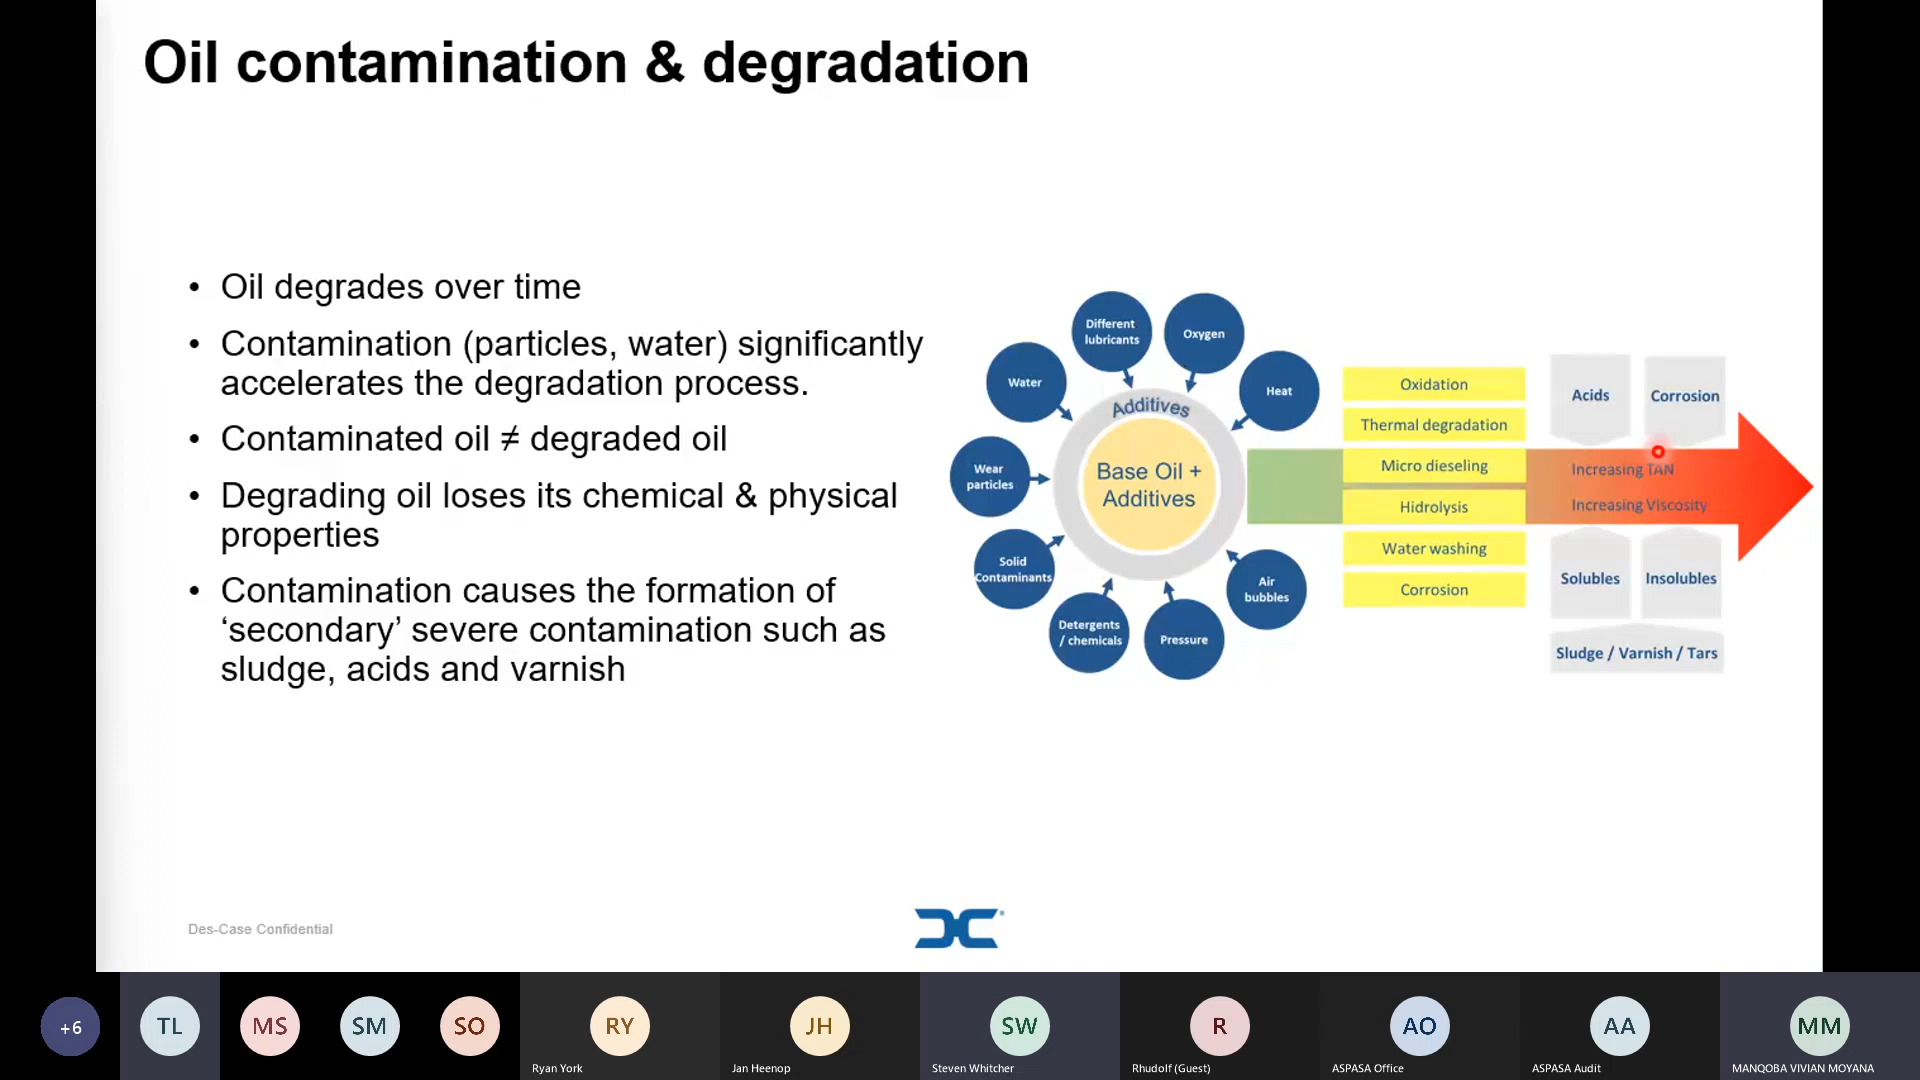 Oil contamination & degradation
• Oil degrades over time
• Contamination (particles, water) significantly
accelerates the degradation process.
• Contaminated oil ≠ degraded oil
• Degrading oil loses its chemical & physical
properties
• Contamination causes the formation of
‘secondary’ severe contamination such as
sludge, acids and varnish
Different
lubricants
Oxygen
Water
Heat
Additives
Wear
particles
Base Oil +
Additives
Solid
Contaminants
Air
bubbles
Detergents
/ chemicals
Pressure
Oxidation
Thermal degradation
Micro dieseling
Hidrolysis
Water washing
Corrosion
Acids
Corrosion
Increasing TAN
Increasing Viscosity
Solubles
Insolubles
Sludge / Varnish / Tars
Des-Case Confidential
+6
TL
MS
SM
SO
RY
Ryan York
JH
Jan Heenop
SW
Steven Whitcher
R
Rhudolf (Guest)
AO
ASPASA Office
AA
ASPASA Audit
MM
MANQOBA VIVIAN MOYANA